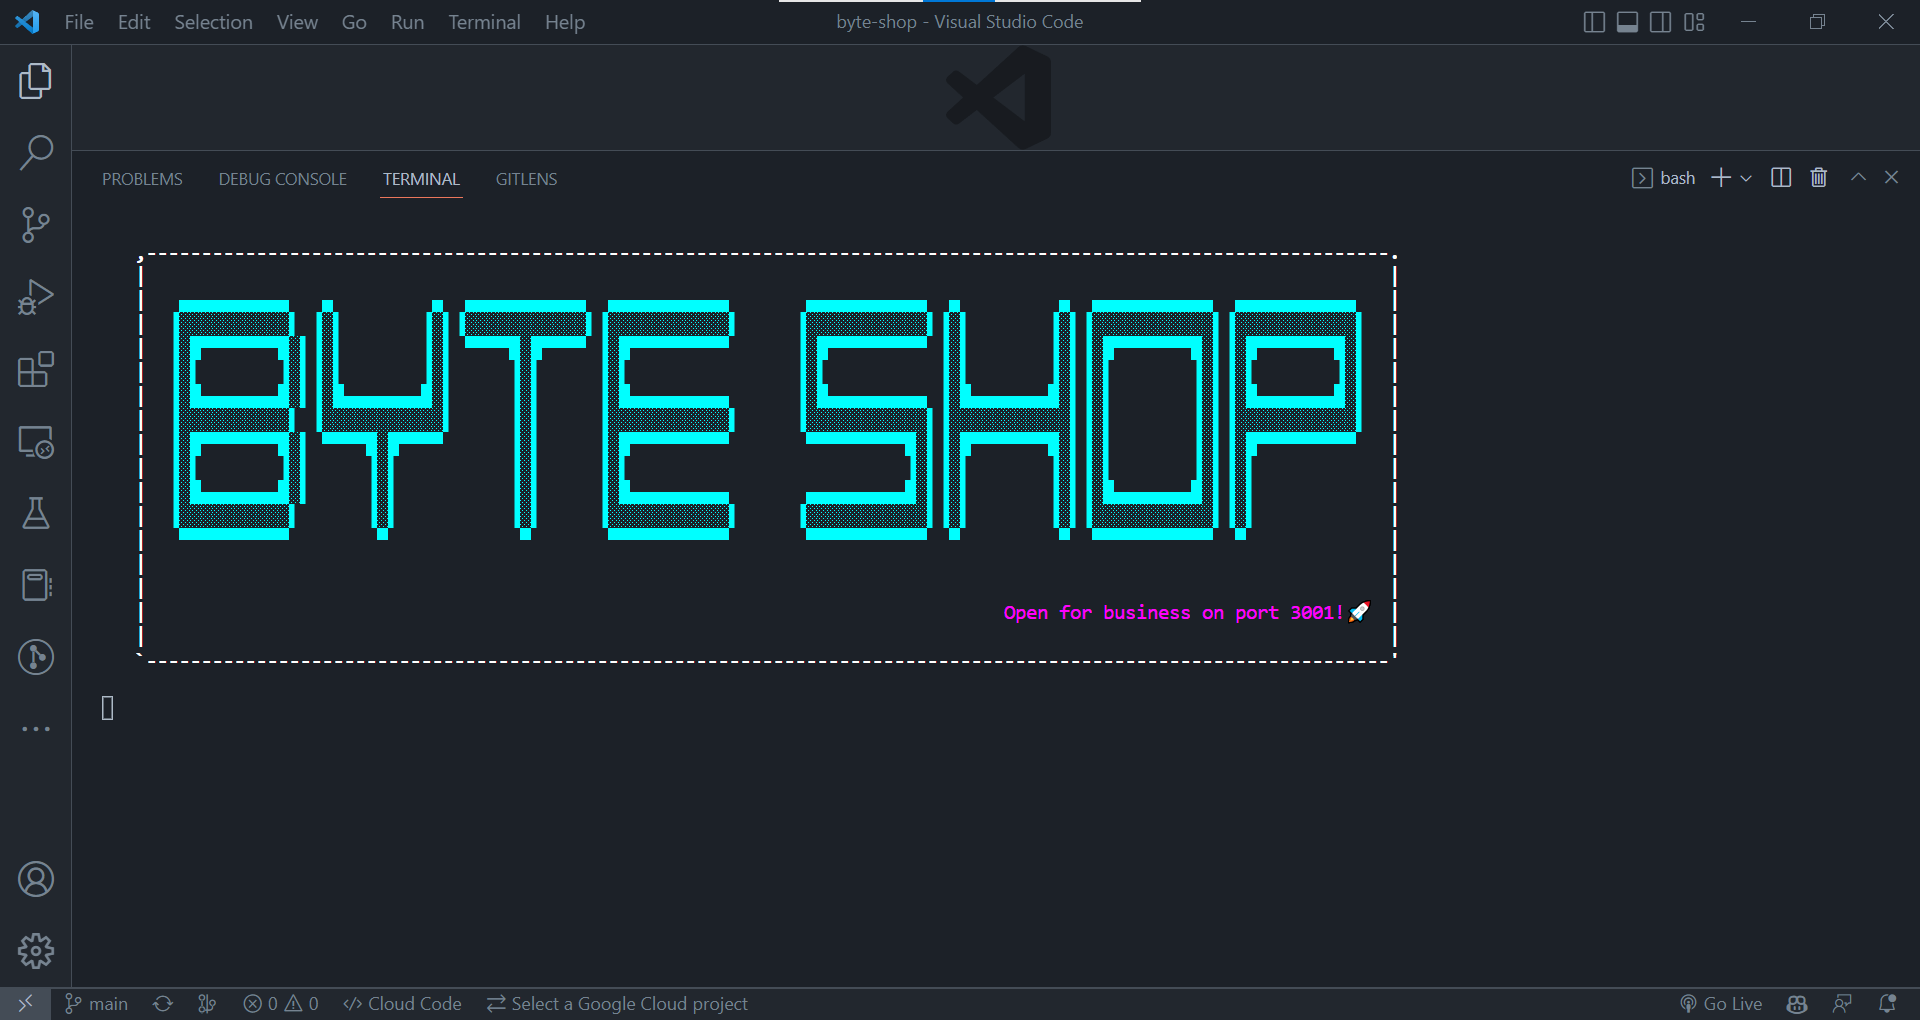 File Edit Selection View Go Run Terminal Help byte-shop - Visual Studio Code
PROBLEMS DEBUG CONSOLE TERMINAL GITLENS bash
BYTE SHOP
Open for business on port 3001!🚀
main 0 0 Cloud Code Select a Google Cloud project Go Live